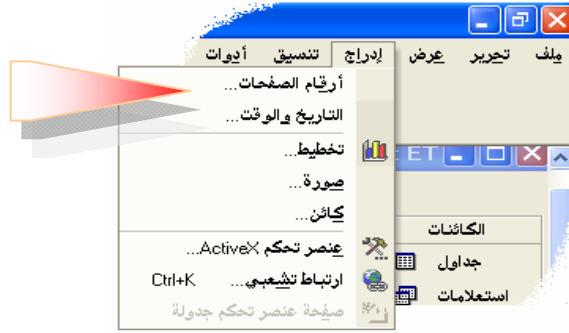 ملف تحرير عرض إدراج تنسيق أدوات
أرقام الصفحات...
التاريخ والوقت...
تخطيط...
صورة...
كائن...
عنصر تحكم ActiveX...
ارتباط تشعبي... Ctrl+K
صفحة عنصر تحكم جدولة
ET
الكائنات
جداول
استعلامات